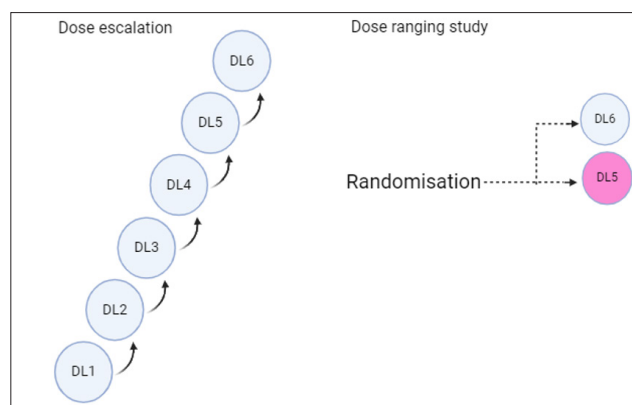 Dose escalation
DL6
DL5
DL4
DL3
DL2
DL1
Dose ranging study
DL6
Randomisation
DL5